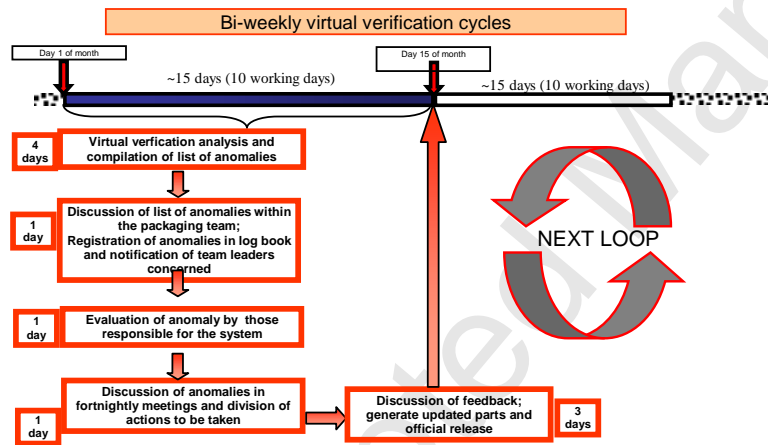 Bi-weekly virtual verification cycles
Day 1 of month
Day 15 of month
~15 days (10 working days)
~15 days (10 working days)
4
days
Virtual verfication analysis and
compilation of list of anomalies
1
day
Discussion of list of anomalies within
the packaging team;
Registration of anomalies in log book
and notification of team leaders
concerned
NEXT LOOP
1
day
Evaluation of anomaly by those
responsible for the system
1
day
Discussion of anomalies in
fortnightly meetings and division of
actions to be taken
Discussion of feedback;
generate updated parts and
official release
3
days